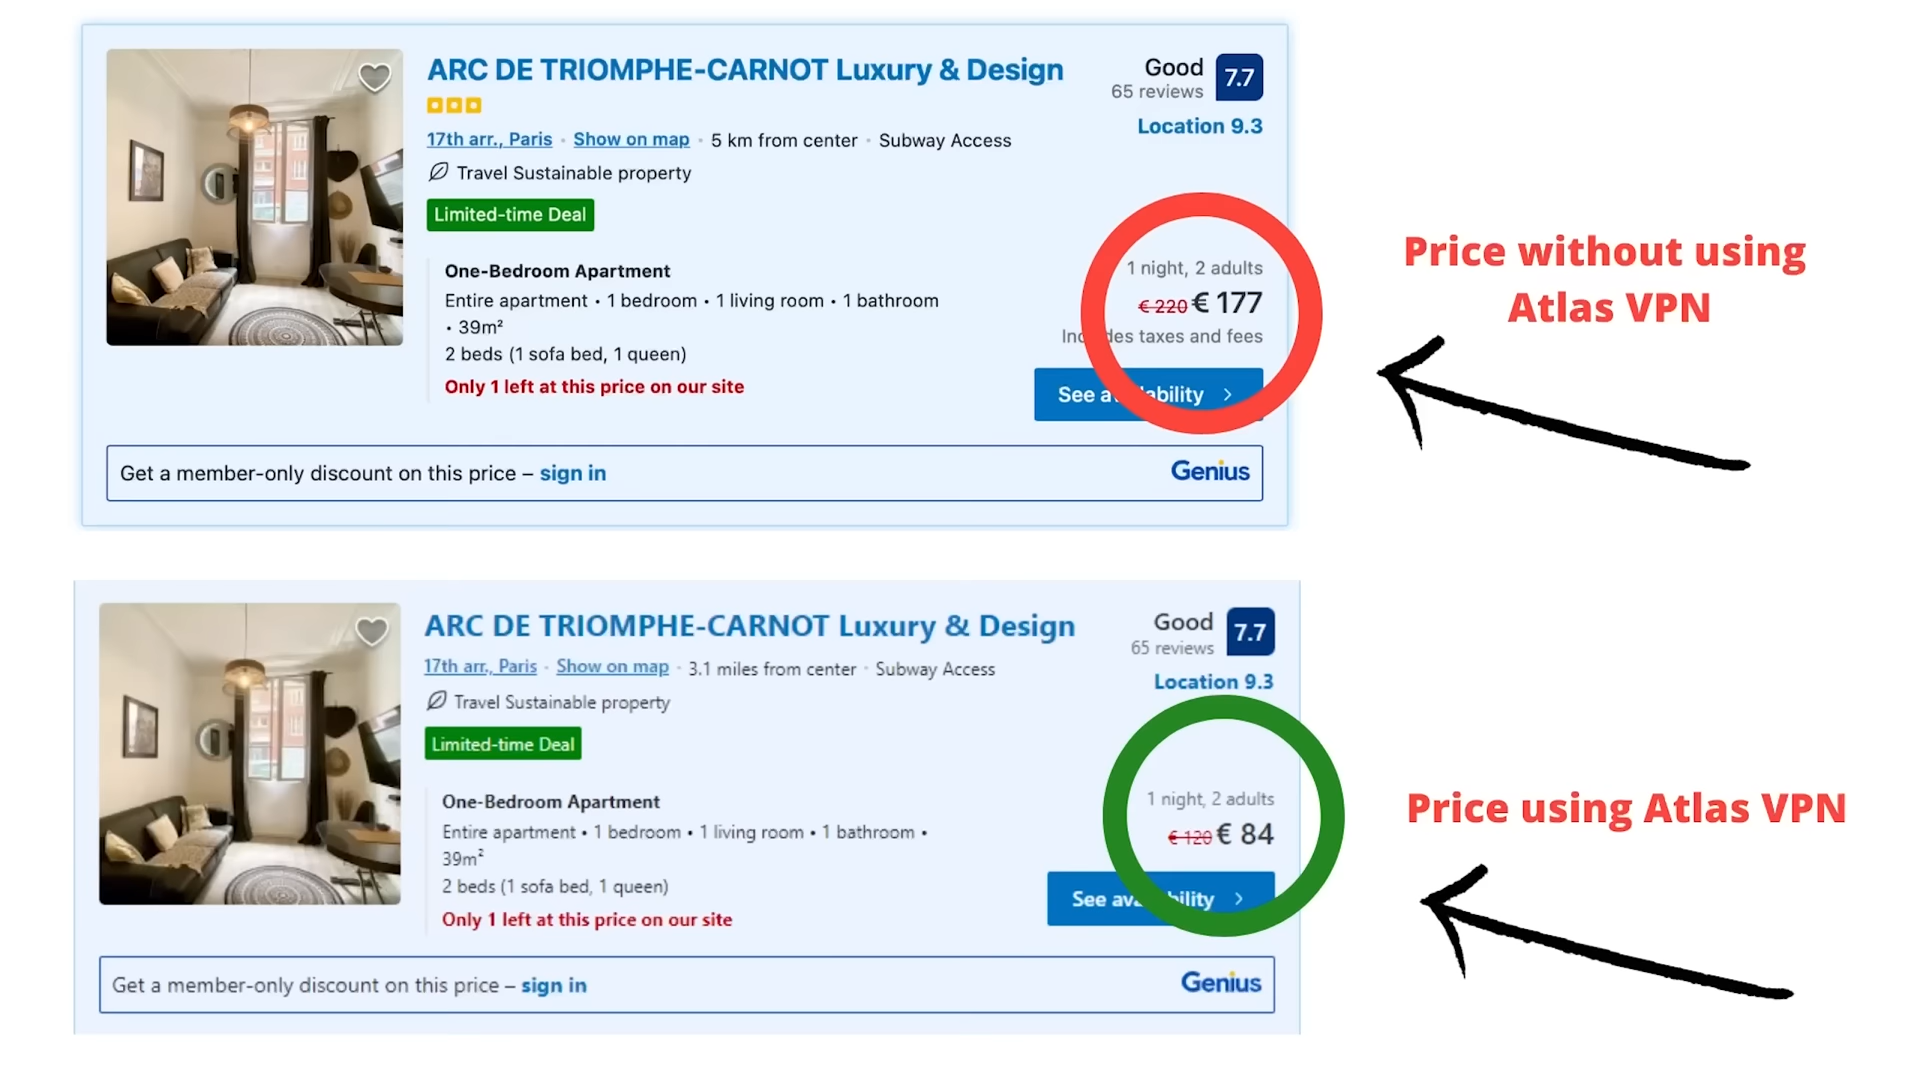 ARC DE TRIOMPHE-CARNOT Luxury & Design
Good
65 reviews
7.7
Location 9.3
17th arr., Paris · Show on map · 5 km from center · Subway Access
Travel Sustainable property
Limited-time Deal
One-Bedroom Apartment
Entire apartment • 1 bedroom • 1 living room • 1 bathroom
• 39m²
2 beds (1 sofa bed, 1 queen)
Only 1 left at this price on our site
1 night, 2 adults
€ 220 € 177
Includes taxes and fees
See availability
Get a member-only discount on this price – sign in
Genius
Price without using
Atlas VPN
ARC DE TRIOMPHE-CARNOT Luxury & Design
Good
65 reviews
7.7
Location 9.3
17th arr., Paris · Show on map · 3.1 miles from center · Subway Access
Travel Sustainable property
Limited-time Deal
One-Bedroom Apartment
Entire apartment • 1 bedroom • 1 living room • 1 bathroom •
39m²
2 beds (1 sofa bed, 1 queen)
Only 1 left at this price on our site
1 night, 2 adults
€ 120 € 84
See availability
Get a member-only discount on this price – sign in
Genius
Price using Atlas VPN